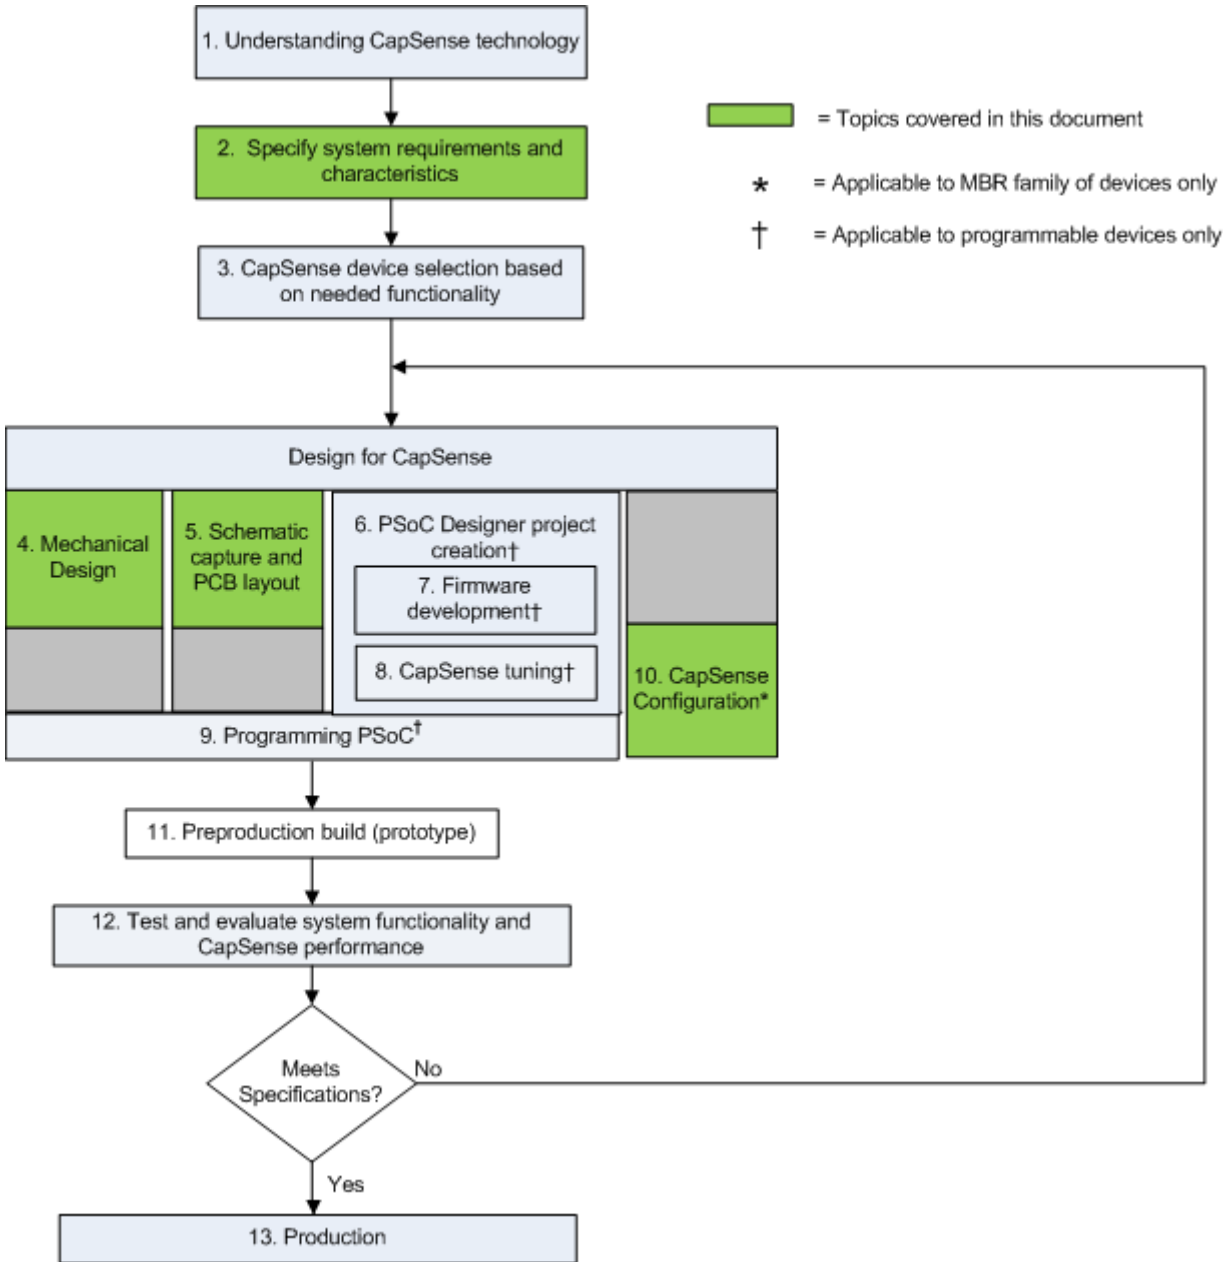 1. Understanding CapSense technology
= Topics covered in this document
2. Specify system requirements and
characteristics
* = Applicable to MBR family of devices only
† = Applicable to programmable devices only
3. CapSense device selection based
on needed functionality
Design for CapSense
4. Mechanical
Design
5. Schematic
capture and
PCB layout
6. PSoC Designer project
creation†
7. Firmware
development†
8. CapSense tuning†
10. CapSense
Configuration*
9. Programming PSoC†
11. Preproduction build (prototype)
12. Test and evaluate system functionality and
CapSense performance
Meets
Specifications?
No
Yes
13. Production